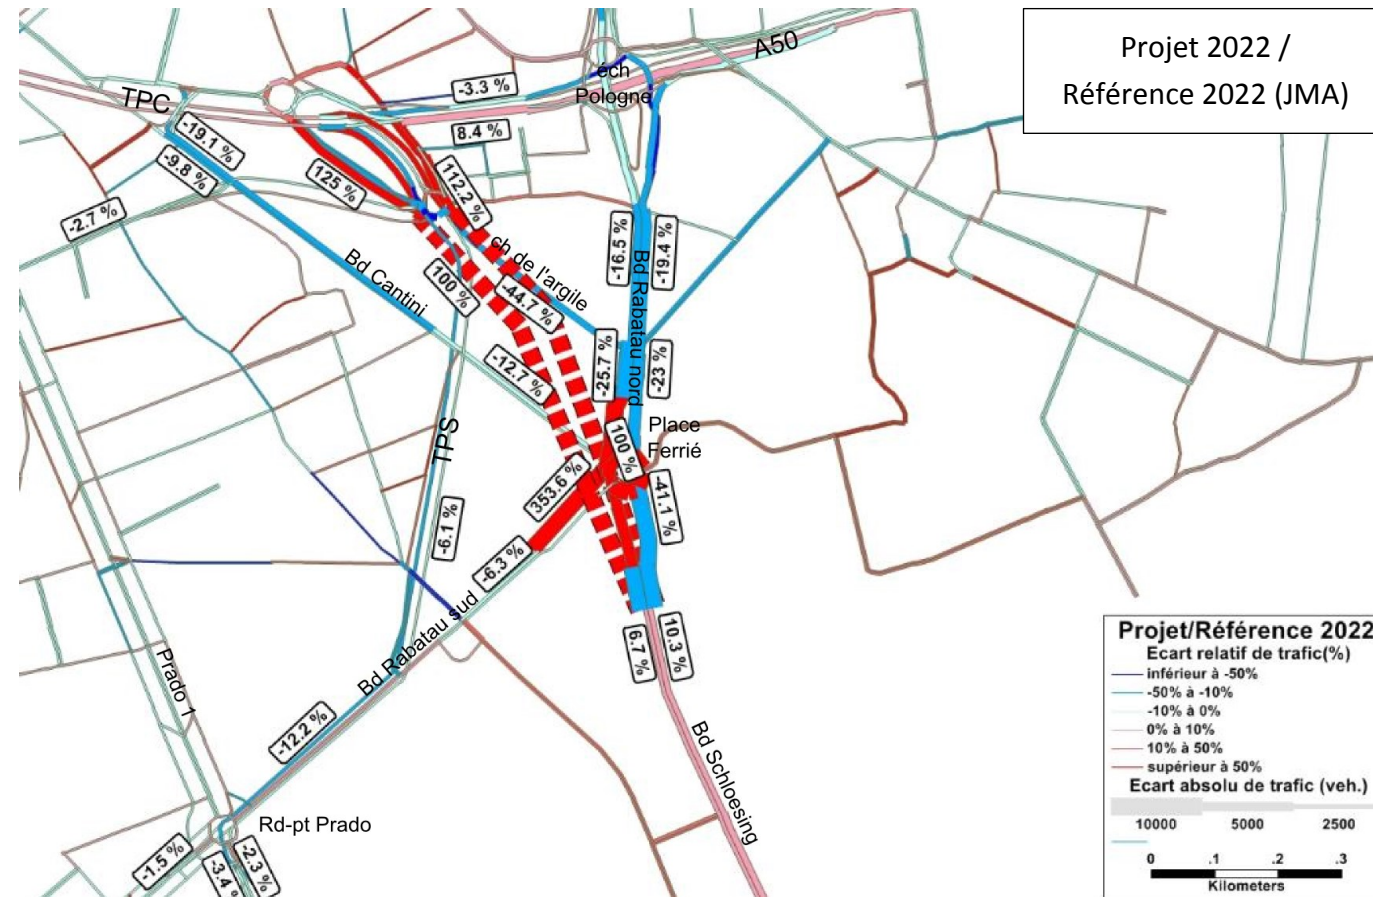 Projet 2022 /
Référence 2022 (JMA)
A50
éch
Pologne
TPC
-3.3 %
8.4 %
-19.1 %
-9.8 %
125 %
112.2 %
-2.7 %
ch de l'argile
-44.7 %
100 %
Bd Cantini
-16.5 %
-19.4 %
Bd Rabatau nord
-12.7 %
-25.7 %
-23 %
Place
Ferrié
100 %
TPS
353.6 %
-41.1 %
-6.1 %
-6.3 %
Bd Rabatau sud
6.7 %
10.3 %
Prado 1
-12.2 %
Bd Schloesing
Rd-pt Prado
-1.5 %
-3.4
-2.3 %
Projet/Référence 2022
Ecart relatif de trafic(%)
inférieur à -50%
-50% à -10%
-10% à 0%
0% à 10%
10% à 50%
supérieur à 50%
Ecart absolu de trafic (veh.)
10000 5000 2500
0 .1 .2 .3
Kilometers